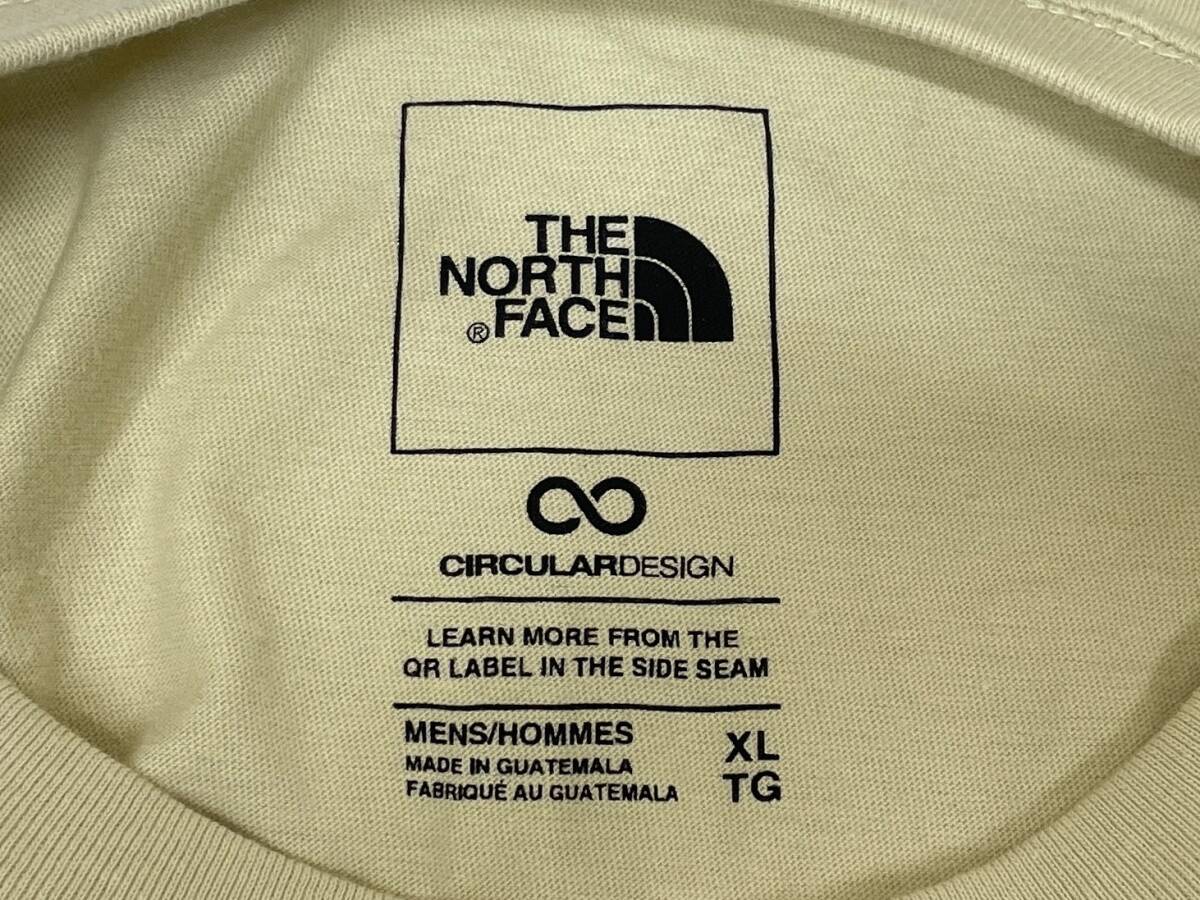 THE
NORTH
®FACE
CIRCULARDESIGN
LEARN MORE FROM THE
QR LABEL IN THE SIDE SEAM
MENS/HOMMES XL
MADE IN GUATEMALA
FABRIQUÉ AU GUATEMALA TG